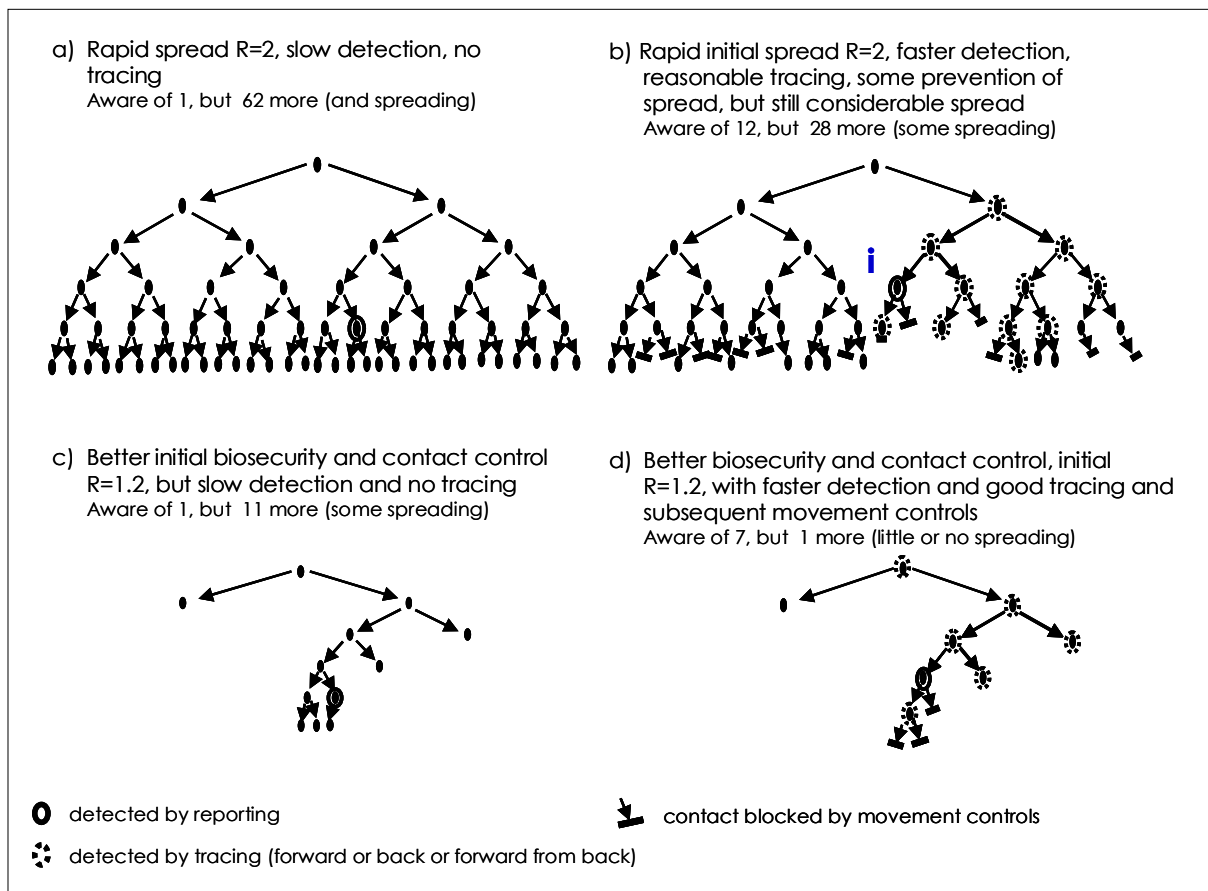 a) Rapid spread R=2, slow detection, no
tracing
Aware of 1, but 62 more (and spreading)
b) Rapid initial spread R=2, faster detection,
reasonable tracing, some prevention of
spread, but still considerable spread
Aware of 12, but 28 more (some spreading)
i
c) Better initial biosecurity and contact control
R=1.2, but slow detection and no tracing
Aware of 1, but 11 more (some spreading)
d) Better biosecurity and contact control, initial
R=1.2, with faster detection and good tracing and
subsequent movement controls
Aware of 7, but 1 more (little or no spreading)
detected by reporting
contact blocked by movement controls
detected by tracing (forward or back or forward from back)